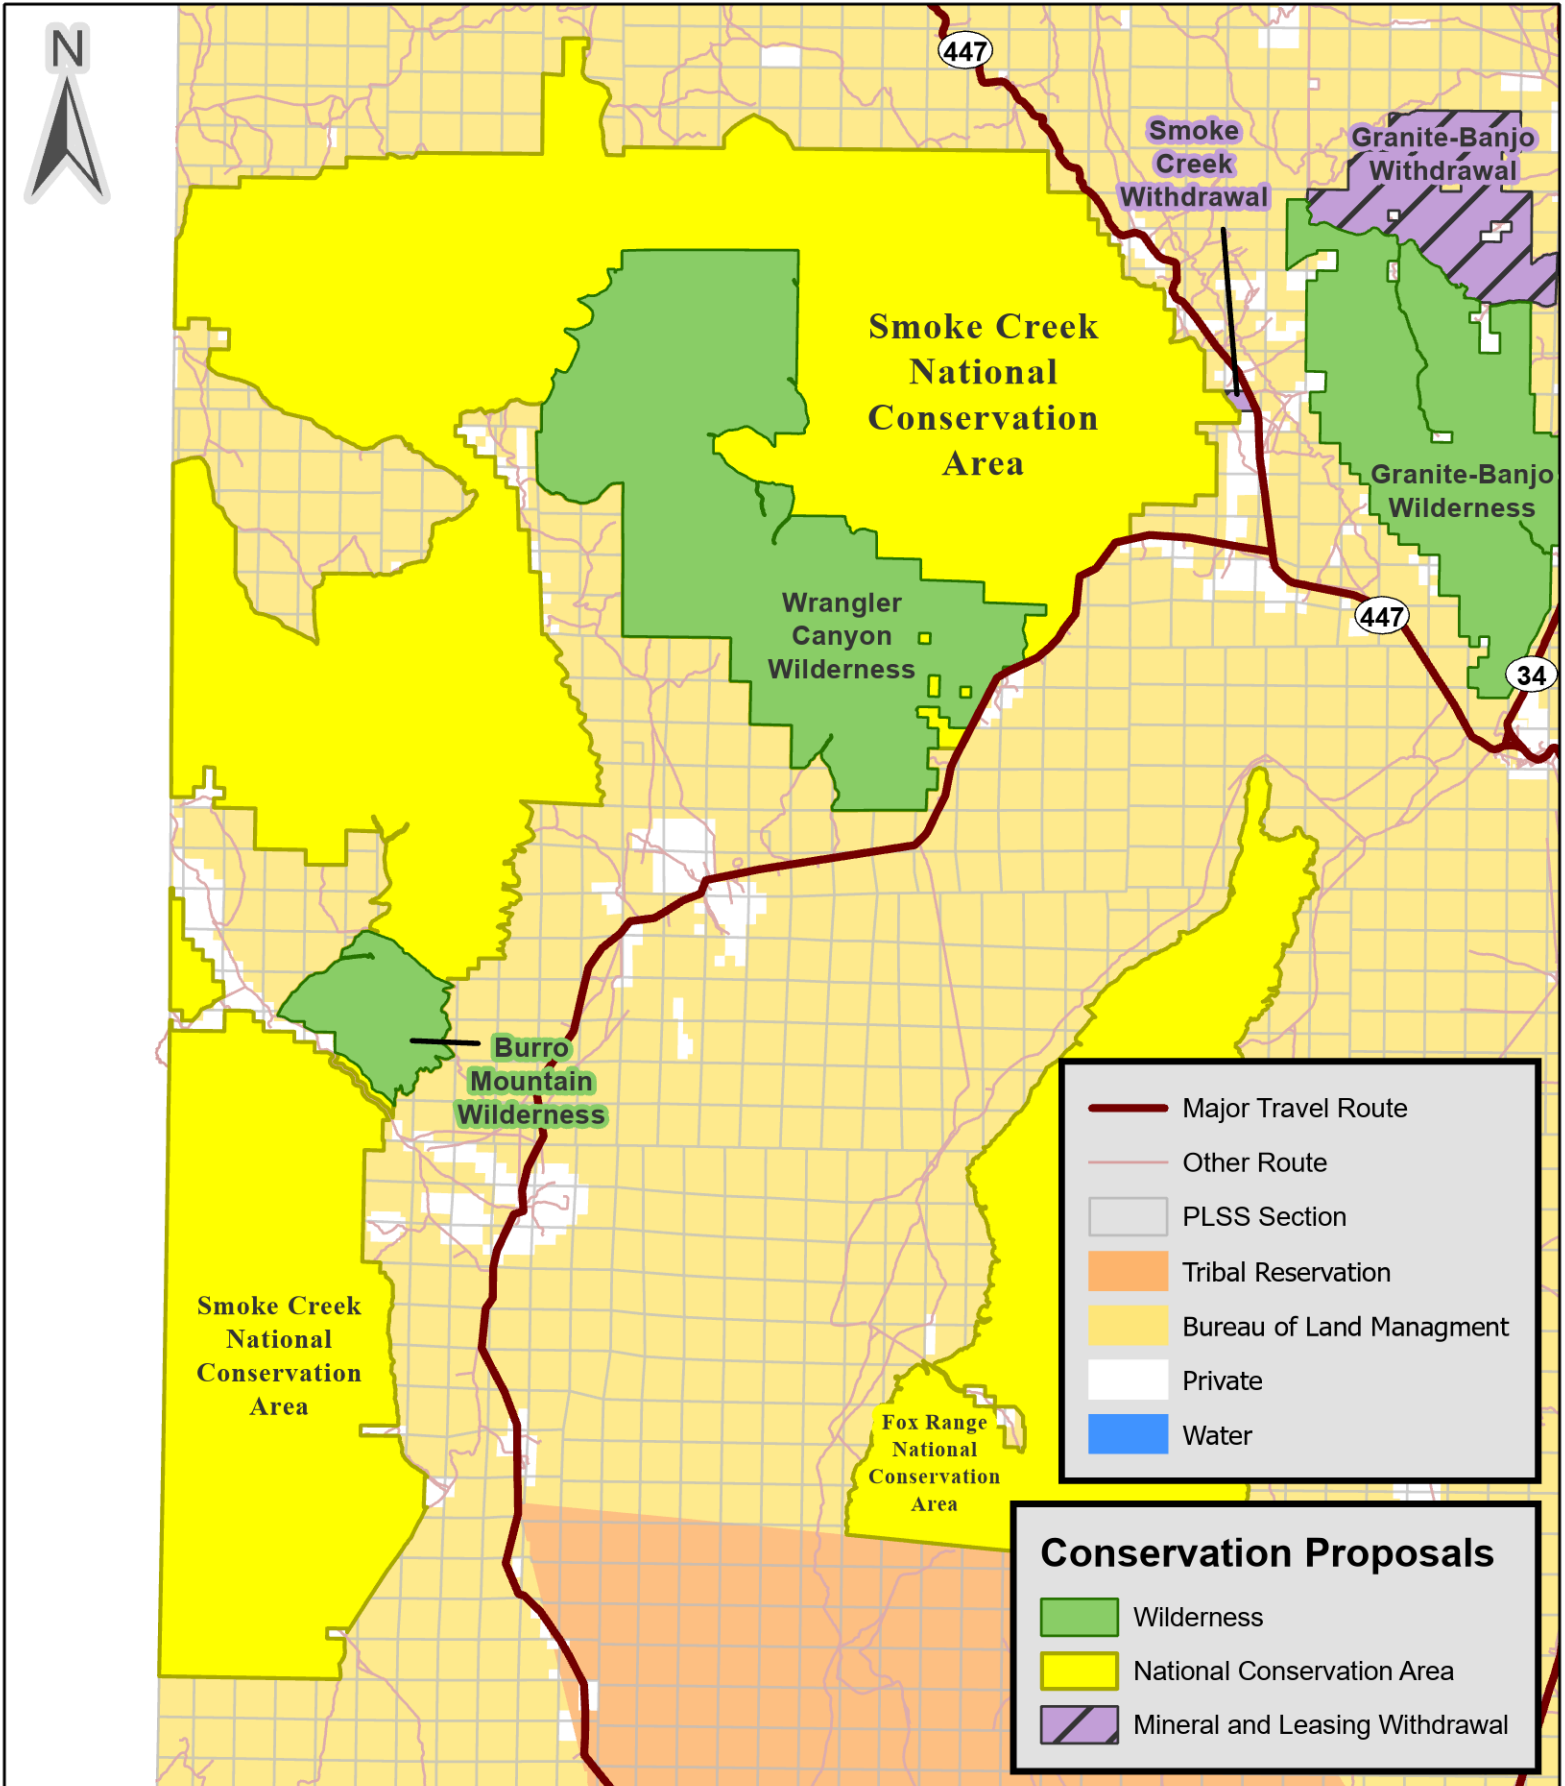 N
447
Smoke
Creek
Withdrawal
Granite-Banjo
Withdrawal
Smoke Creek
National
Conservation
Area
Granite-Banjo
Wilderness
Wrangler
Canyon
Wilderness
447
34
Burro
Mountain
Wilderness
Smoke Creek
National
Conservation
Area
Fox Range
National
Conservation
Area
Major Travel Route
Other Route
PLSS Section
Tribal Reservation
Bureau of Land Managment
Private
Water
Conservation Proposals
Wilderness
National Conservation Area
Mineral and Leasing Withdrawal